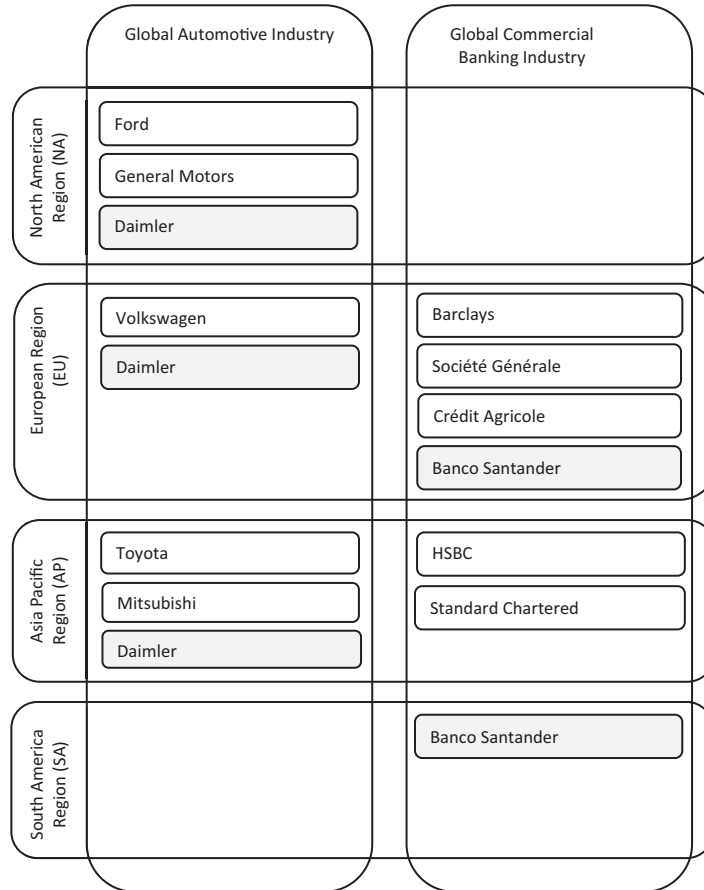 Global Automotive Industry
Global Commercial
Banking Industry
North American
Region (NA)
Ford
General Motors
Daimler
European Region
(EU)
Volkswagen
Daimler
Barclays
Société Générale
Crédit Agricole
Banco Santander
Asia Pacific
Region (AP)
Toyota
Mitsubishi
Daimler
HSBC
Standard Chartered
South America
Region (SA)
Banco Santander